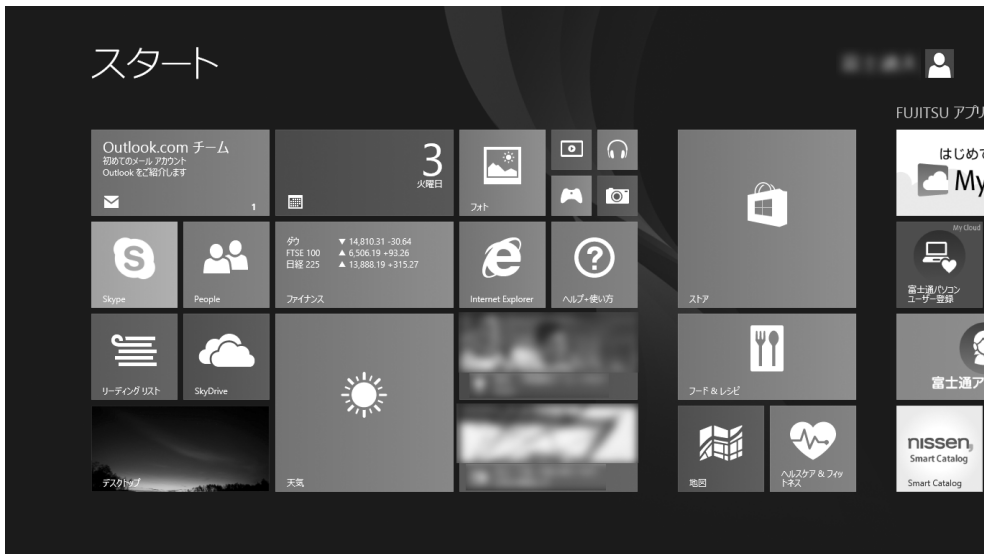 スタート
FUJITSU アプリ
Outlook.com チーム
初めてのメール アカウント
Outlook をご紹介します
1
3
火曜日
フォト
Skype
People
ダウ ▼ 14,810.31 -30.64
FTSE 100 ▲ 6,506.19 +93.26
日経 225 ▲ 13,888.19 +315.27
ファイナンス
Internet Explorer
ヘルプ+使い方
リーディング リスト
SkyDrive
デスクトップ
天気
ストア
フード & レシピ
地図
ヘルスケア & フィッ
トネス
はじめて
My
My Cloud
富士通パソコン
ユーザー登録
富士通ア
nissen,
Smart Catalog
Smart Catalog